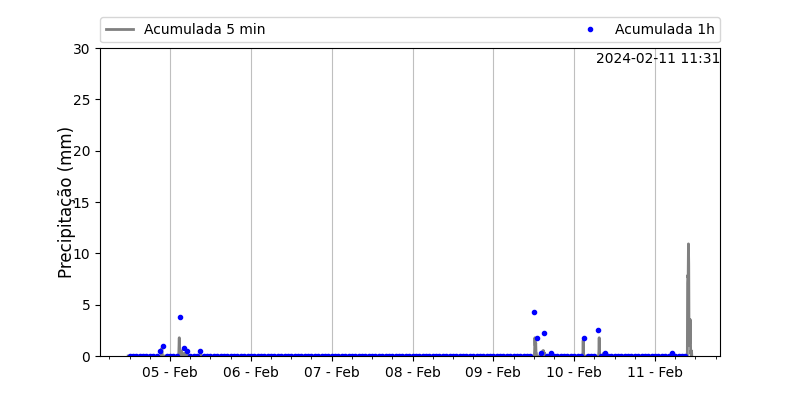 Acumulada 5 min
Acumulada 1h
2024-02-11 11:31
Precipitação (mm)
30
25
20
15
10
5
0
05 - Feb
06 - Feb
07 - Feb
08 - Feb
09 - Feb
10 - Feb
11 - Feb